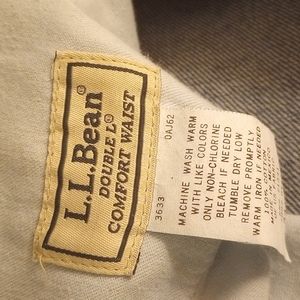 L.L.Bean®
DOUBLE L®
COMFORT WAIST
3633 0AJ62
MACHINE WASH WARM
WITH LIKE COLORS
ONLY NON-CHLORINE
BLEACH IF NEEDED
TUMBLE DRY LOW
REMOVE PROMPTLY
WARM IRON IF NEEDED